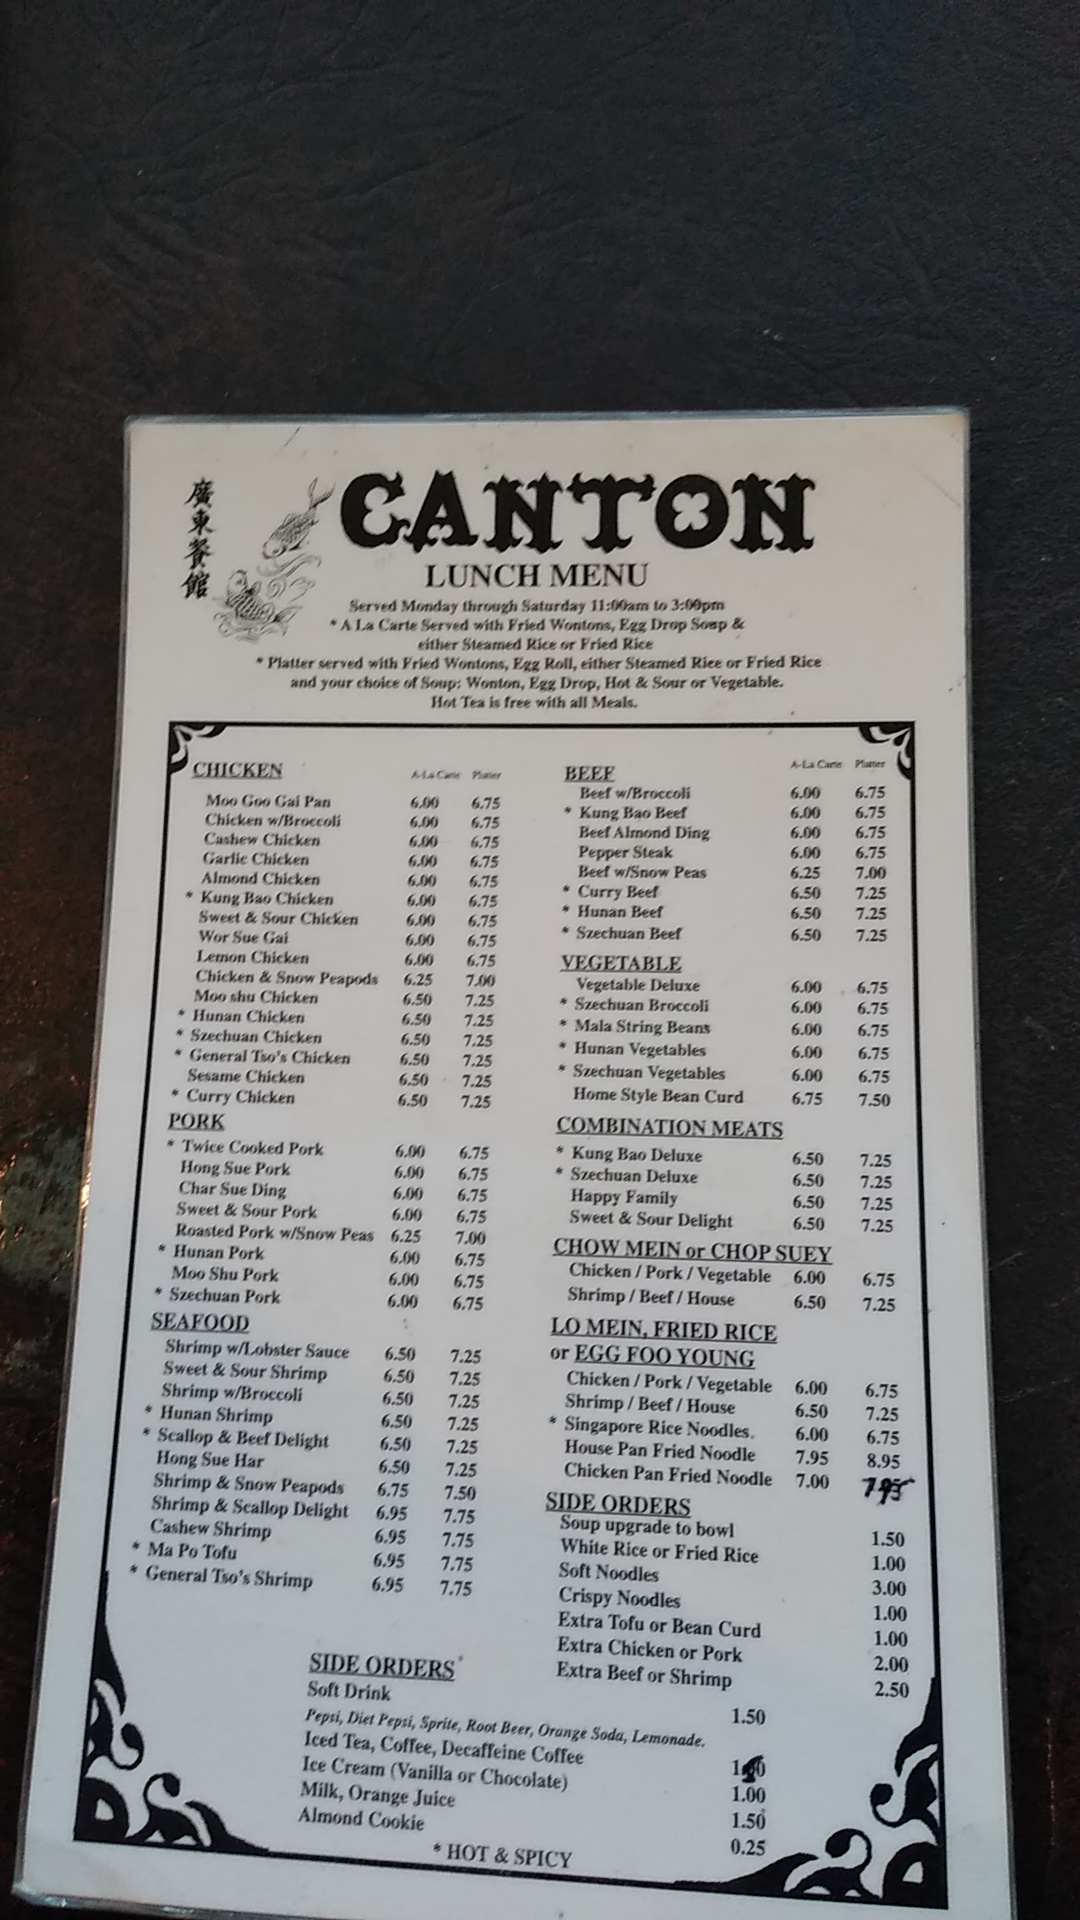 廣東餐館
CANTON
LUNCH MENU
Served Monday through Saturday 11:00am to 3:00pm
* A La Carte Served with Fried Wontons, Egg Drop Soup &
either Steamed Rice or Fried Rice
* Platter served with Fried Wontons, Egg Roll, either Steamed Rice or Fried Rice
and your choice of Soup: Wonton, Egg Drop, Hot & Sour or Vegetable.
Hot Tea is free with all Meals.
CHICKEN A-La Carte Platter
Moo Goo Gai Pan 6.00 6.75
Chicken w/Broccoli 6.00 6.75
Cashew Chicken 6.00 6.75
Garlic Chicken 6.00 6.75
Almond Chicken 6.00 6.75
* Kung Bao Chicken 6.00 6.75
Sweet & Sour Chicken 6.00 6.75
Wor Sue Gai 6.00 6.75
Lemon Chicken 6.00 6.75
Chicken & Snow Peapods 6.25 7.00
Moo shu Chicken 6.50 7.25
* Hunan Chicken 6.50 7.25
* Szechuan Chicken 6.50 7.25
* General Tso's Chicken 6.50 7.25
Sesame Chicken 6.50 7.25
* Curry Chicken 6.50 7.25
PORK
* Twice Cooked Pork 6.00 6.75
Hong Sue Pork 6.00 6.75
Char Sue Ding 6.00 6.75
Sweet & Sour Pork 6.00 6.75
Roasted Pork w/Snow Peas 6.25 7.00
* Hunan Pork 6.00 6.75
Moo Shu Pork 6.00 6.75
* Szechuan Pork 6.00 6.75
SEAFOOD
Shrimp w/Lobster Sauce 6.50 7.25
Sweet & Sour Shrimp 6.50 7.25
Shrimp w/Broccoli 6.50 7.25
* Hunan Shrimp 6.50 7.25
* Scallop & Beef Delight 6.50 7.25
Hong Sue Har 6.50 7.25
Shrimp & Snow Peapods 6.75 7.50
Shrimp & Scallop Delight 6.95 7.75
Cashew Shrimp 6.95 7.75
* Ma Po Tofu 6.95 7.75
* General Tso's Shrimp 6.95 7.75
BEEF A-La Carte Platter
Beef w/Broccoli 6.00 6.75
* Kung Bao Beef 6.00 6.75
Beef Almond Ding 6.00 6.75
Pepper Steak 6.00 6.75
Beef w/Snow Peas 6.25 7.00
* Curry Beef 6.50 7.25
* Hunan Beef 6.50 7.25
* Szechuan Beef 6.50 7.25
VEGETABLE
Vegetable Deluxe 6.00 6.75
* Szechuan Broccoli 6.00 6.75
* Mala String Beans 6.00 6.75
* Hunan Vegetables 6.00 6.75
* Szechuan Vegetables 6.00 6.75
Home Style Bean Curd 6.75 7.50
COMBINATION MEATS
* Kung Bao Deluxe 6.50 7.25
* Szechuan Deluxe 6.50 7.25
Happy Family 6.50 7.25
Sweet & Sour Delight 6.50 7.25
CHOW MEIN or CHOP SUEY
Chicken / Pork / Vegetable 6.00 6.75
Shrimp / Beef / House 6.50 7.25
LO MEIN, FRIED RICE
or EGG FOO YOUNG
Chicken / Pork / Vegetable 6.00 6.75
Shrimp / Beef / House 6.50 7.25
* Singapore Rice Noodles. 6.00 6.75
House Pan Fried Noodle 7.95 8.95
Chicken Pan Fried Noodle 7.00
SIDE ORDERS
Soup upgrade to bowl 1.50
White Rice or Fried Rice 1.00
Soft Noodles 3.00
Crispy Noodles 1.00
Extra Tofu or Bean Curd 1.00
Extra Chicken or Pork 2.00
Extra Beef or Shrimp 2.50
SIDE ORDERS
Soft Drink 1.50
Pepsi, Diet Pepsi, Sprite, Root Beer, Orange Soda, Lemonade.
Iced Tea, Coffee, Decaffeine Coffee
Ice Cream (Vanilla or Chocolate) 1.00
Milk, Orange Juice 1.50
Almond Cookie 0.25
* HOT & SPICY